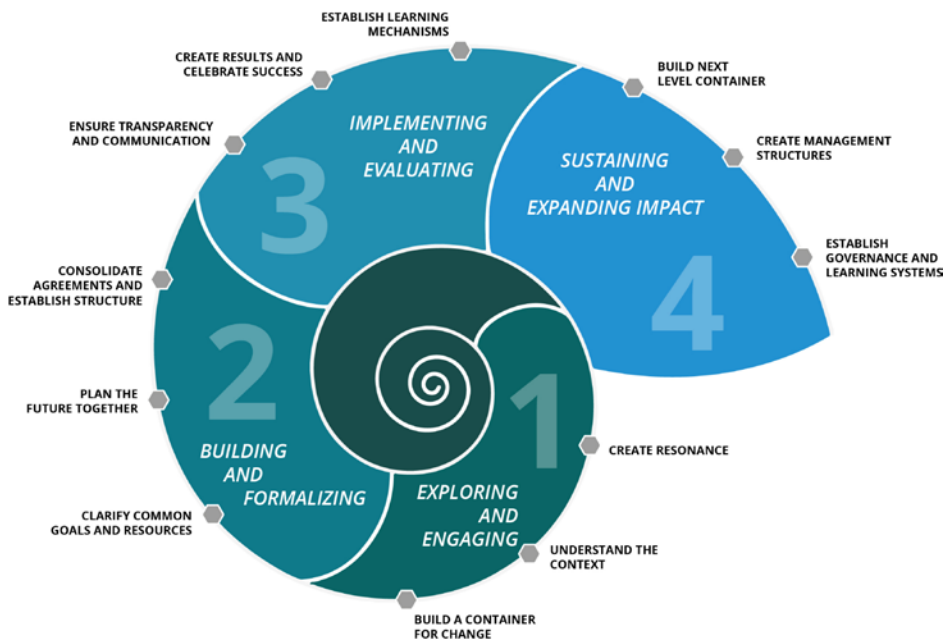 ESTABLISH LEARNING
MECHANISMS
CREATE RESULTS AND
CELEBRATE SUCCESS
BUILD NEXT
LEVEL CONTAINER
ENSURE TRANSPARENCY
AND COMMUNICATION
IMPLEMENTING
AND
EVALUATING
3
CREATE MANAGEMENT
STRUCTURES
SUSTAINING
AND
EXPANDING IMPACT
4
ESTABLISH
GOVERNANCE AND
LEARNING SYSTEMS
CONSOLIDATE
AGREEMENTS AND
ESTABLISH STRUCTURE
2
PLAN THE
FUTURE TOGETHER
BUILDING
AND
FORMALIZING
CLARIFY COMMON
GOALS AND RESOURCES
1
CREATE RESONANCE
EXPLORING
AND
ENGAGING
UNDERSTAND THE
CONTEXT
BUILD A CONTAINER
FOR CHANGE